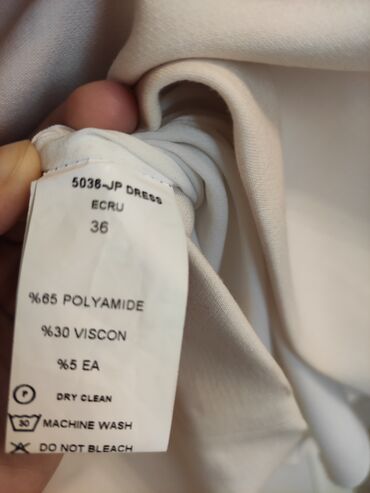 5036-JP DRESS
ECRU
36
%65 POLYAMIDE
%30 VISCON
%5 EA
P DRY CLEAN
30 MACHINE WASH
DO NOT BLEACH